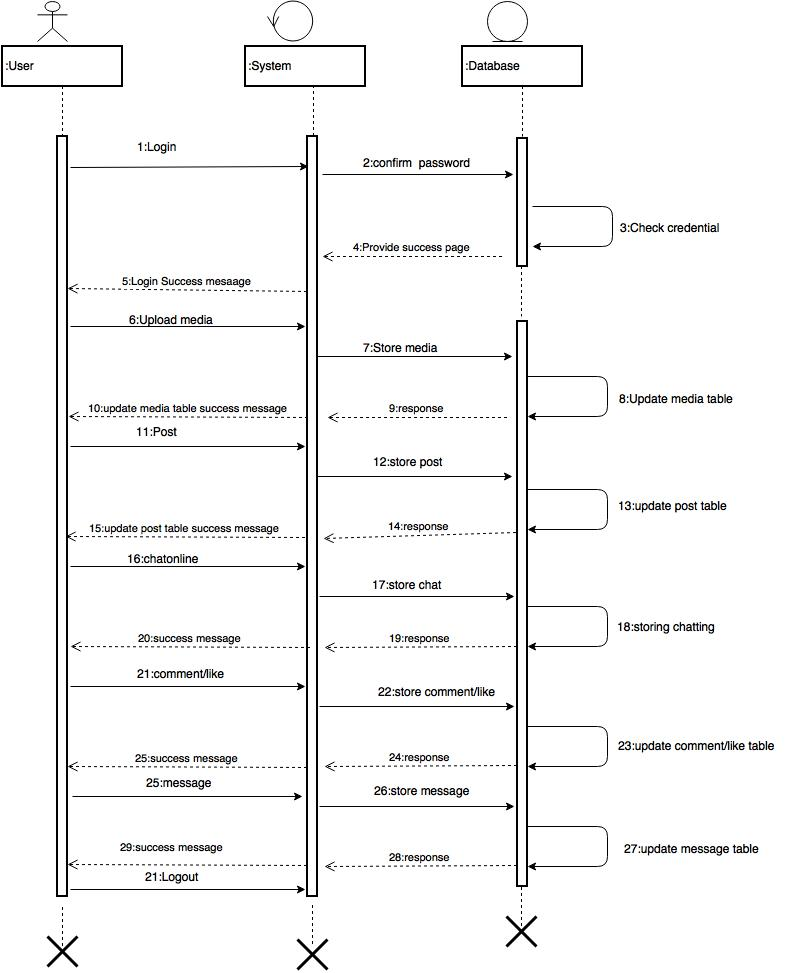 :User
:System
:Database
1:Login
2:confirm  password
3:Check credential
4:Provide success page
5:Login Success mesaage
6:Upload media
7:Store media
8:Update media table
9:response
10:update media table success message
11:Post
12:store post
13:update post table
14:response
15:update post table success message
16:chatonline
17:store chat
18:storing chatting
19:response
20:success message
21:comment/like
22:store comment/like
23:update comment/like table
24:response
25:success message
25:message
26:store message
27:update message table
28:response
29:success message
21:Logout